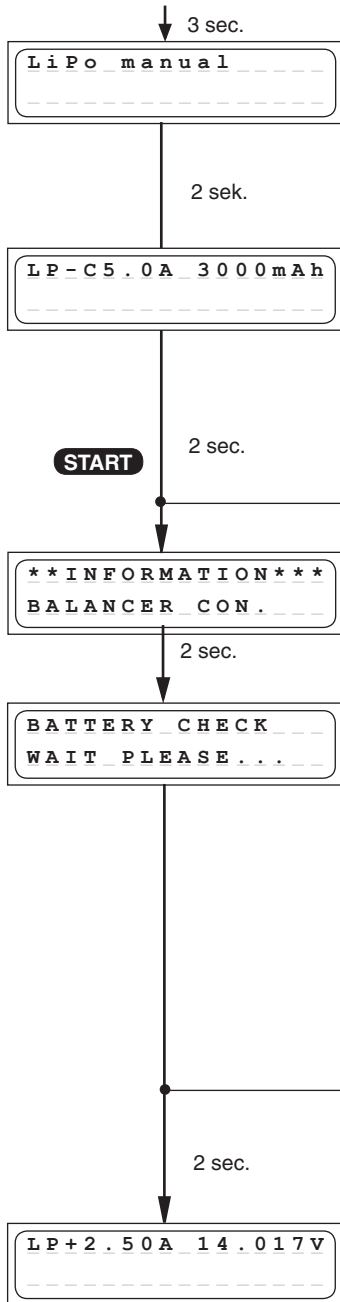 3 sec.
LiPo manual
2 sek.
LP-C5.0A 3000mAh
START
2 sec.
**INFORMATION***
BALANCER CON.
2 sec.
BATTERY CHECK
WAIT PLEASE...
2 sec.
LP+2.50A 14.017V